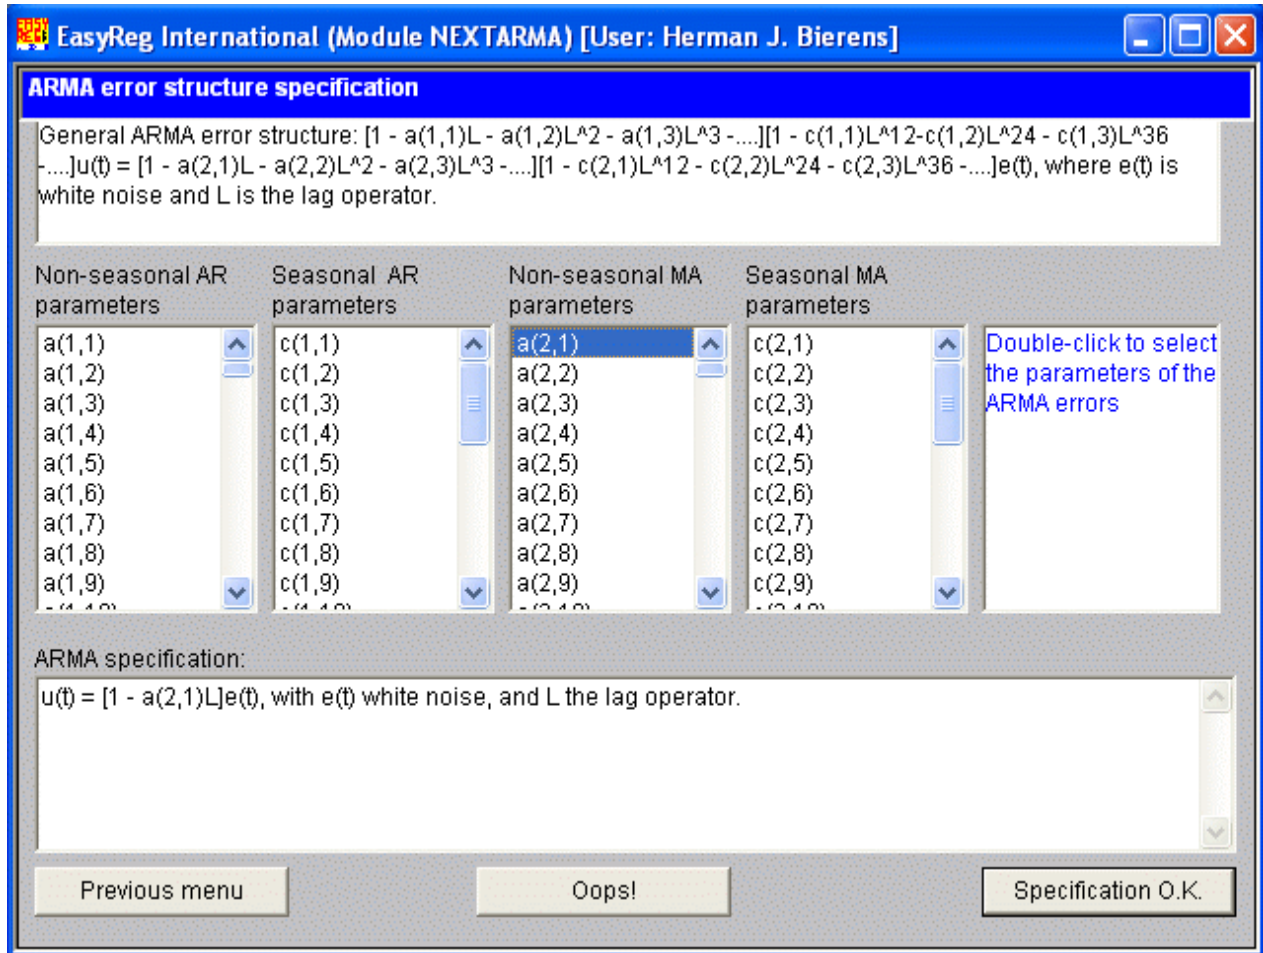 EasyReg International (Module NEXTARMA) [User: Herman J. Bierens]
ARMA error structure specification
General ARMA error structure: [1 - a(1,1)L - a(1,2)L^2 - a(1,3)L^3 -....][1 - c(1,1)L^12-c(1,2)L^24 - c(1,3)L^36
-....]u(t) = [1 - a(2,1)L - a(2,2)L^2 - a(2,3)L^3 -....][1 - c(2,1)L^12 - c(2,2)L^24 - c(2,3)L^36 -....]e(t), where e(t) is
white noise and L is the lag operator.
Non-seasonal AR
parameters
a(1,1)
a(1,2)
a(1,3)
a(1,4)
a(1,5)
a(1,6)
a(1,7)
a(1,8)
a(1,9)
Seasonal AR
parameters
c(1,1)
c(1,2)
c(1,3)
c(1,4)
c(1,5)
c(1,6)
c(1,7)
c(1,8)
c(1,9)
Non-seasonal MA
parameters
a(2,1)
a(2,2)
a(2,3)
a(2,4)
a(2,5)
a(2,6)
a(2,7)
a(2,8)
a(2,9)
Seasonal MA
parameters
c(2,1)
c(2,2)
c(2,3)
c(2,4)
c(2,5)
c(2,6)
c(2,7)
c(2,8)
c(2,9)
Double-click to select
the parameters of the
ARMA errors
ARMA specification:
u(t) = [1 - a(2,1)L]e(t), with e(t) white noise, and L the lag operator.
Previous menu
Oops!
Specification O.K.